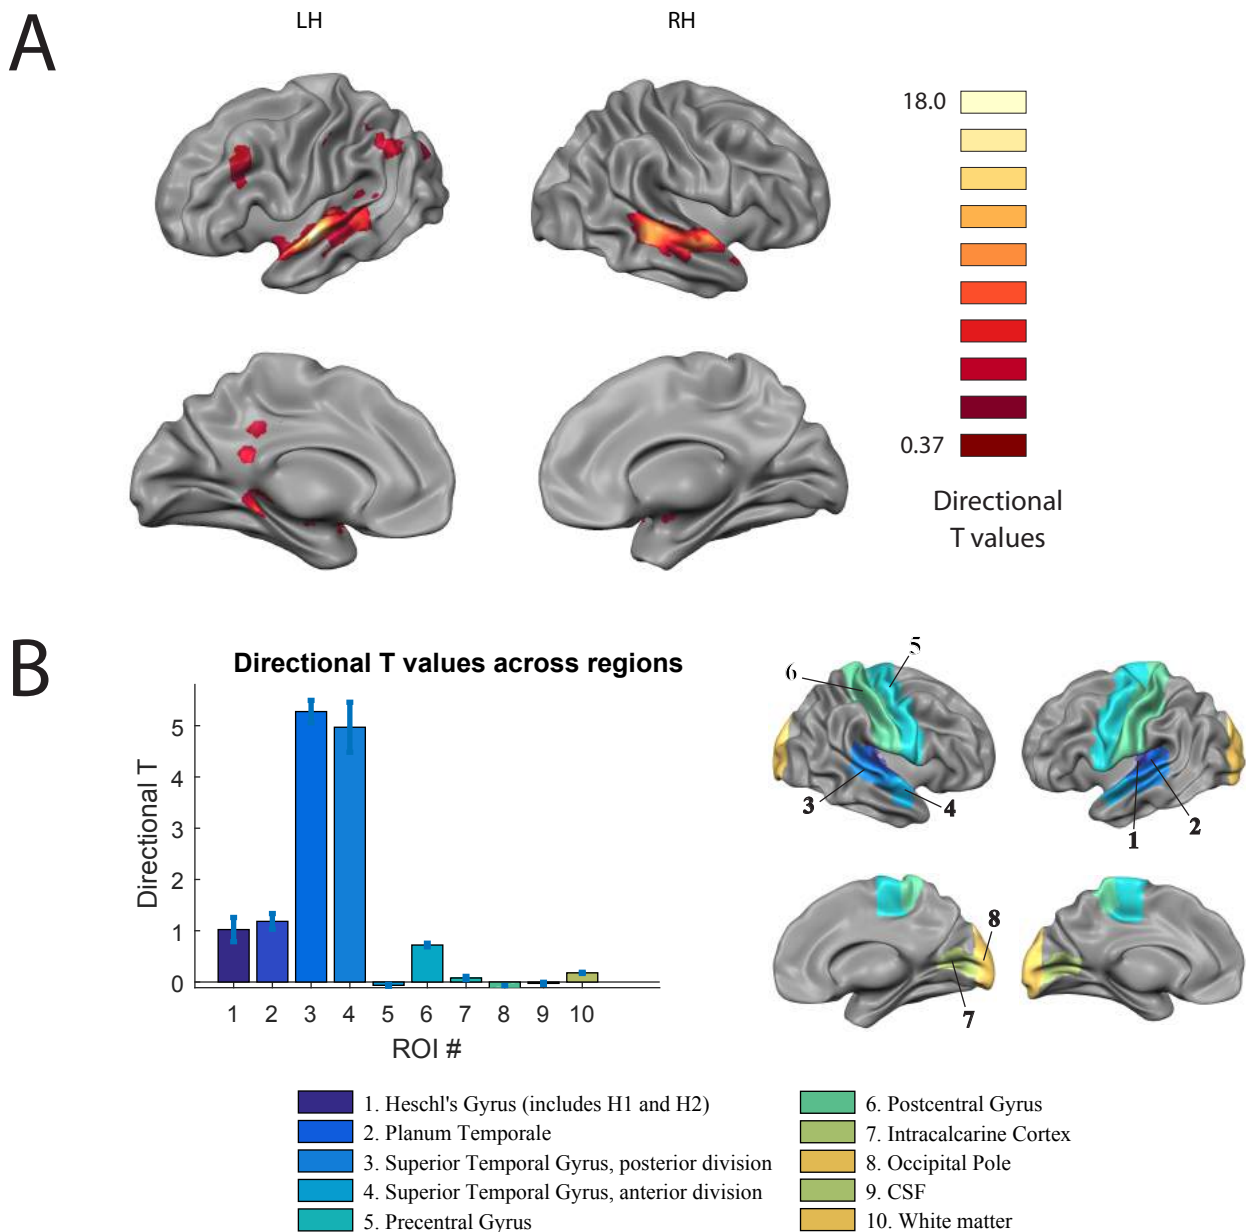 A
LH
RH
18.0
0.37
Directional
T values
B
Directional T values across regions
Directional T
5
4
3
2
1
0
1 2 3 4 5 6 7 8 9 10
ROI #
5
6
3
4
1
2
8
7
1. Heschl's Gyrus (includes H1 and H2)
2. Planum Temporale
3. Superior Temporal Gyrus, posterior division
4. Superior Temporal Gyrus, anterior division
5. Precentral Gyrus
6. Postcentral Gyrus
7. Intracalcarine Cortex
8. Occipital Pole
9. CSF
10. White matter